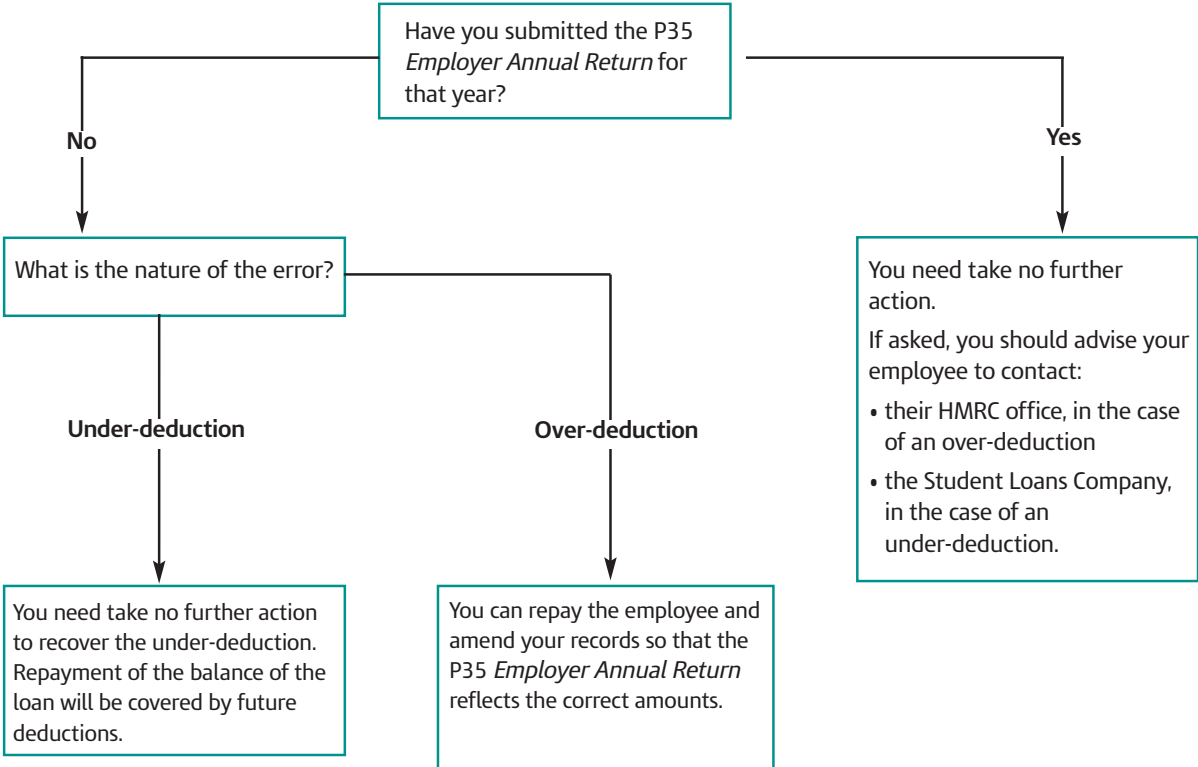 Have you submitted the P35
Employer Annual Return for
that year?
No
Yes
What is the nature of the error?
You need take no further
action.
If asked, you should advise your
employee to contact:
• their HMRC office, in the case
of an over-deduction
• the Student Loans Company,
in the case of an
under-deduction.
Under-deduction
Over-deduction
You need take no further action
to recover the under-deduction.
Repayment of the balance of the
loan will be covered by future
deductions.
You can repay the employee and
amend your records so that the
P35 Employer Annual Return
reflects the correct amounts.